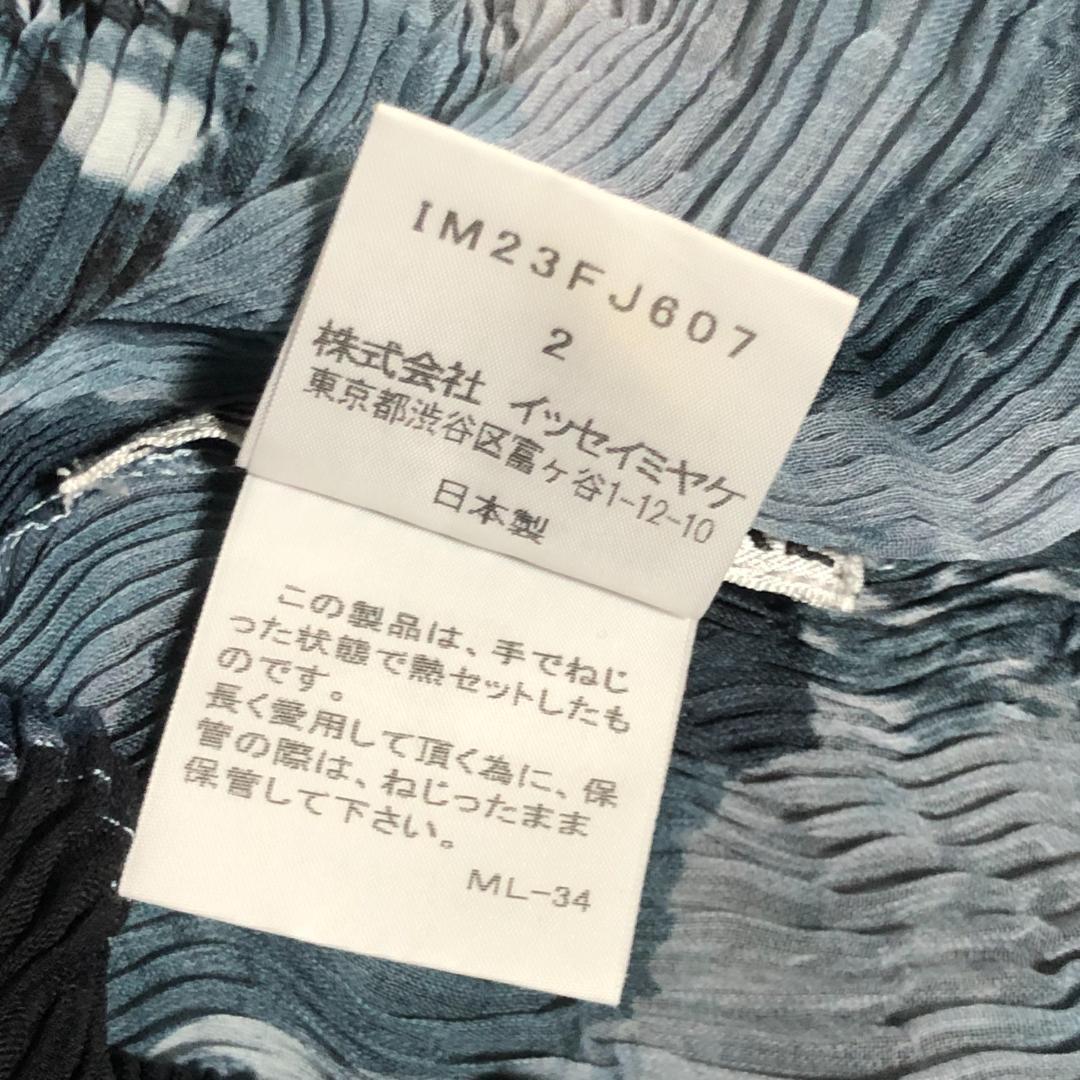 IM23FJ607
2
株式会社 イッセイミヤケ
東京都渋谷区富ヶ谷1-12-10
日本製
この製品は、手でねじ
った状態で熱セットしたも
のです。
長く愛用して頂く為に、保
管の際は、ねじったまま
保管して下さい。
ML-34